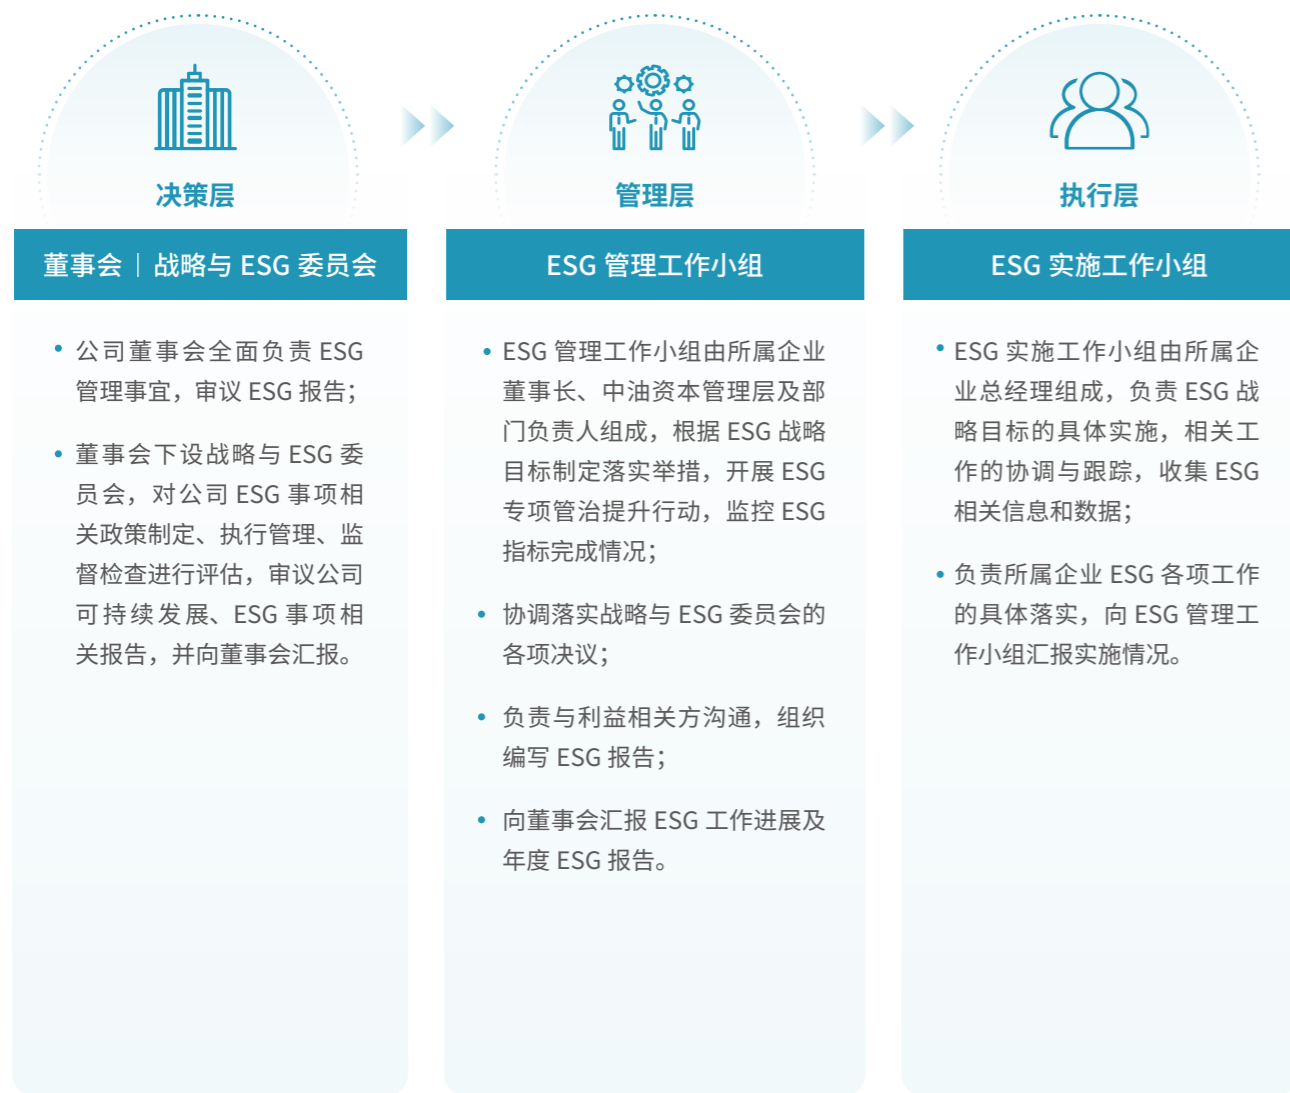 决策层
董事会｜战略与 ESG 委员会
公司董事会全面负责 ESG
管理事宜，审议 ESG 报告；
董事会下设战略与 ESG 委
员会，对公司 ESG 事项相
关政策制定、执行管理、监
督检查进行评估，审议公司
可持续发展、ESG 事项相
关报告，并向董事会汇报。
管理层
ESG 管理工作小组
ESG 管理工作小组由所属企业
董事长、中油资本管理层及部
门负责人组成，根据 ESG 战略
目标制定落实举措，开展 ESG
专项管治提升行动，监控 ESG
指标完成情况；
协调落实战略与 ESG 委员会的
各项决议；
负责与利益相关方沟通，组织
编写 ESG 报告；
向董事会汇报 ESG 工作进展及
年度 ESG 报告。
执行层
ESG 实施工作小组
ESG 实施工作小组由所属企
业总经理组成，负责 ESG 战
略目标的具体实施，相关工
作的协调与跟踪，收集 ESG
相关信息和数据；
负责所属企业 ESG 各项工作
的具体落实，向 ESG 管理工
作小组汇报实施情况。